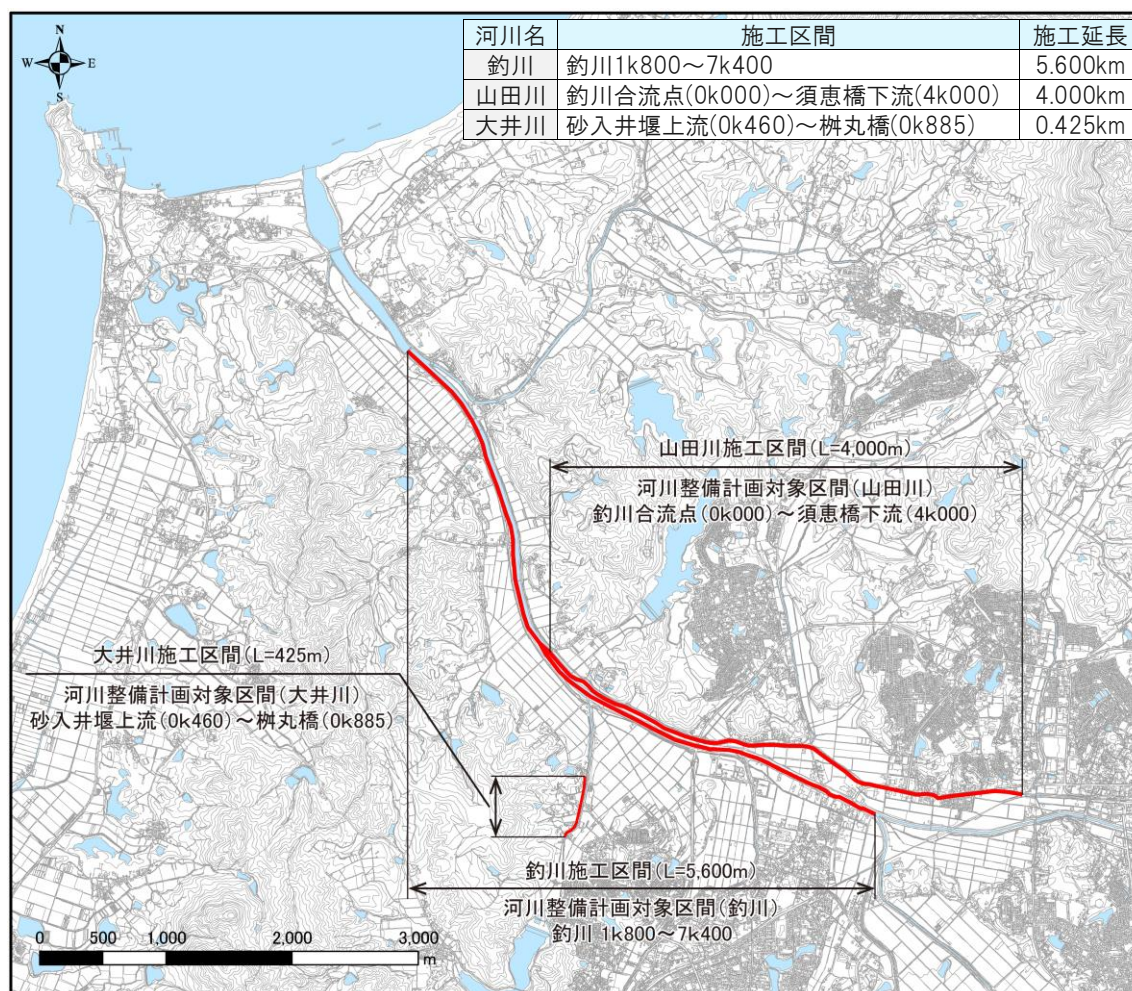 N
W E
S
河川名 施工区間 施工延長
釣川 釣川1k800～7k400 5.600km
山田川 釣川合流点(0k000)～須恵橋下流(4k000) 4.000km
大井川 砂入井堰上流(0k460)～桝丸橋(0k885) 0.425km
山田川施工区間(L=4,000m)
河川整備計画対象区間(山田川)
釣川合流点(0k000)～須恵橋下流(4k000)
大井川施工区間(L=425m)
河川整備計画対象区間(大井川)
砂入井堰上流(0k460)～桝丸橋(0k885)
釣川施工区間(L=5,600m)
河川整備計画対象区間(釣川)
釣川 1k800～7k400
0 500 1,000 2,000 3,000
m